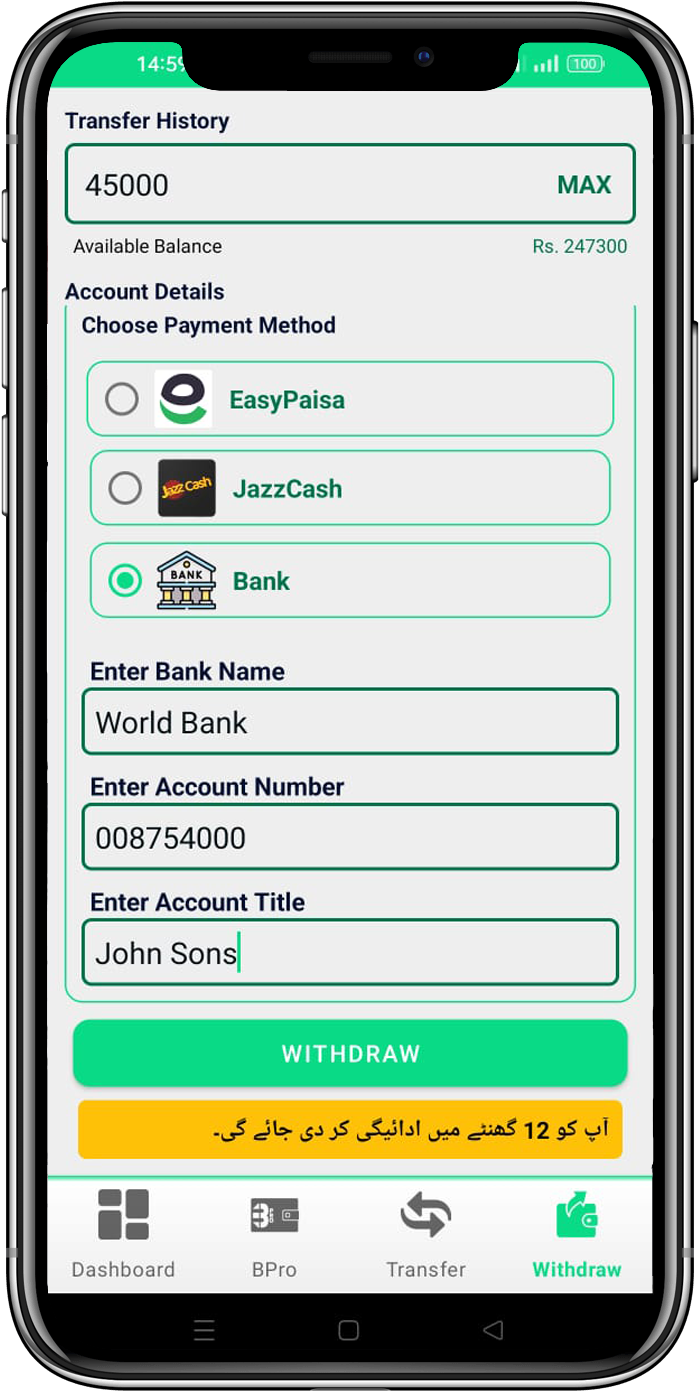 14:59
100
Transfer History
45000 MAX
Available Balance Rs. 247300
Account Details
Choose Payment Method
EasyPaisa
Jazz Cash JazzCash
BANK Bank
Enter Bank Name
World Bank
Enter Account Number
008754000
Enter Account Title
John Sons
WITHDRAW
آپ کو 12 گھنٹے میں ادائیگی کر دی جائے گی۔
Dashboard BPro Transfer Withdraw